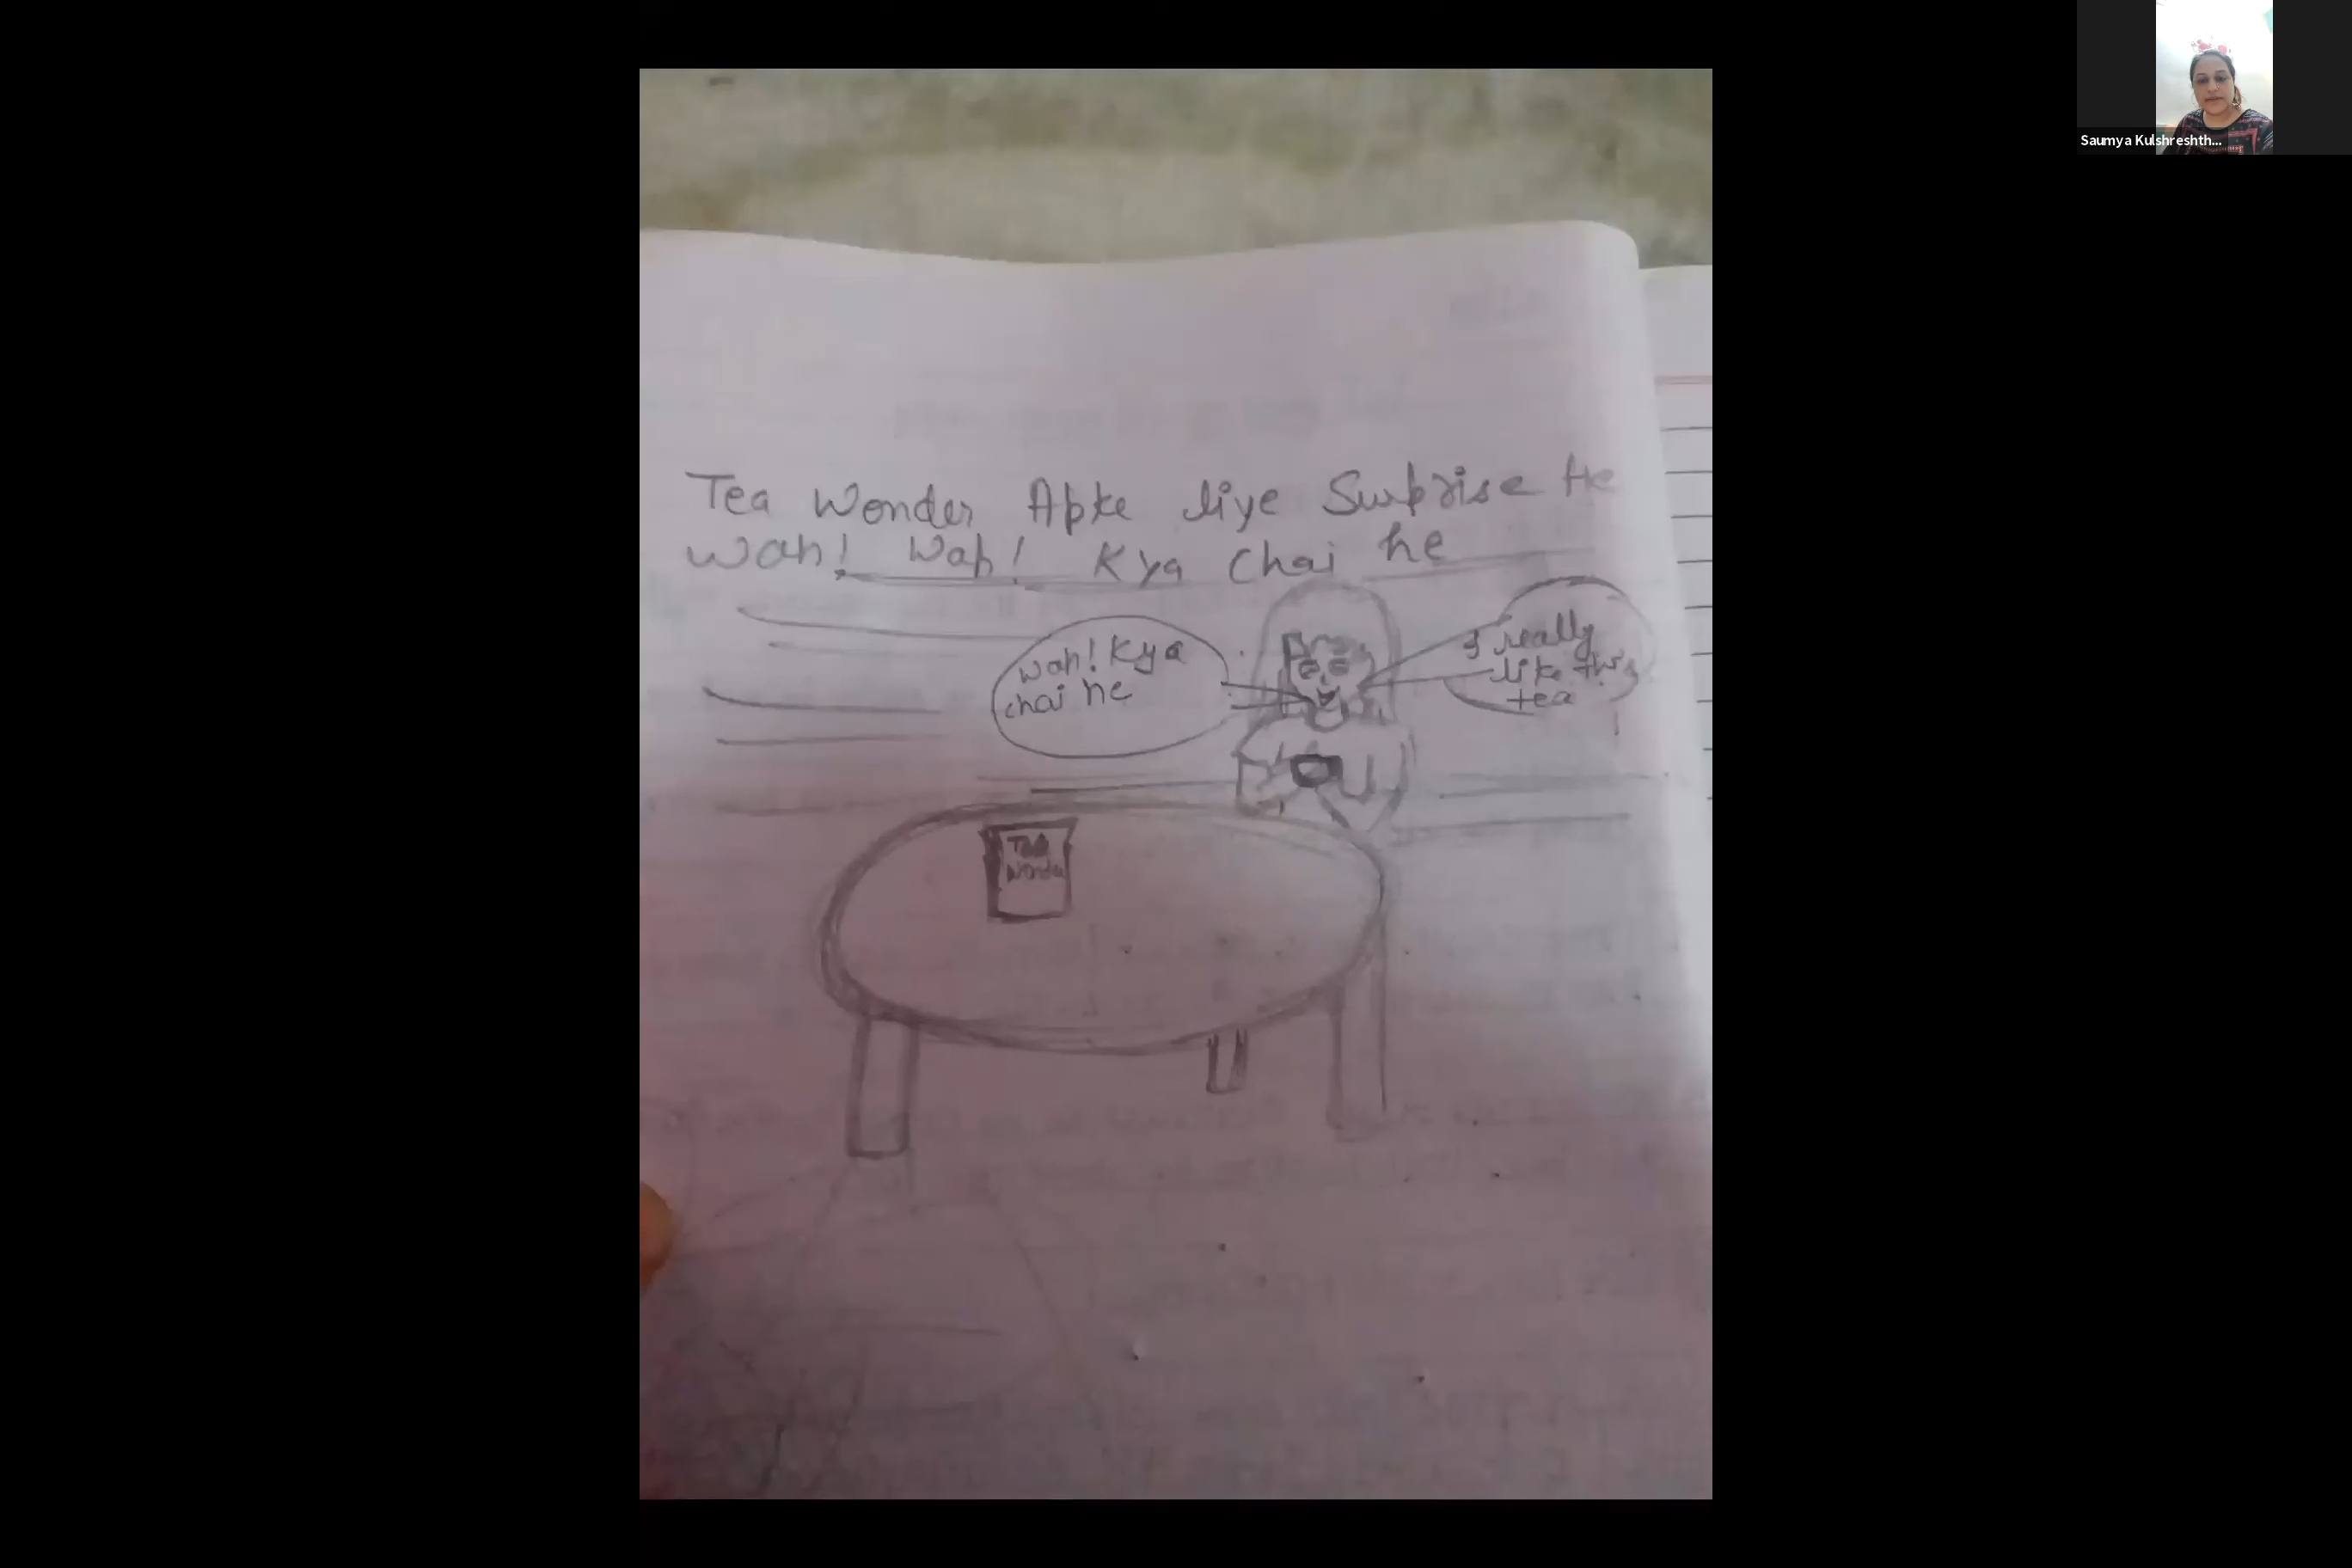 Saumya Kulshreshth...
Tea Wonder Apke liye Surprise He
Wah! Wah! Kya Chai he
wah! Kya
chai he
I really
like this
tea
Tea
Wonder